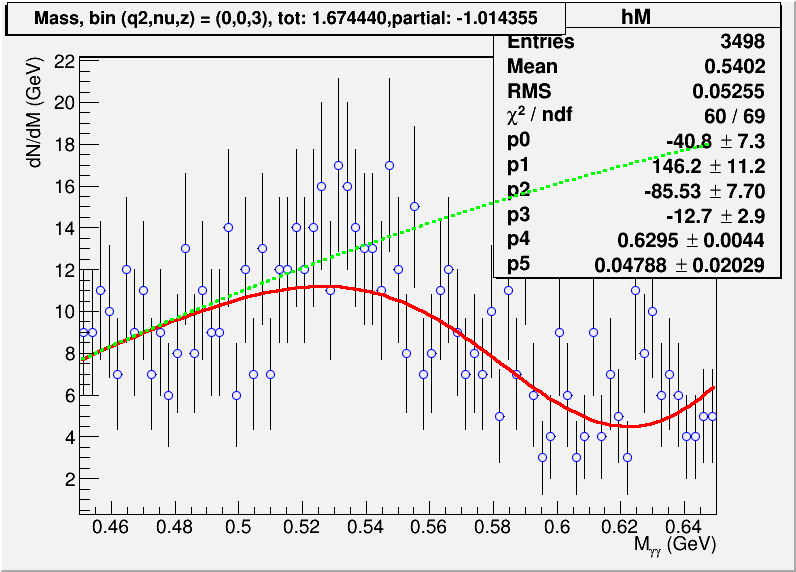 Mass, bin (q2,nu,z) = (0,0,3), tot: 1.674440,partial: -1.014355
hM
Entries 3498
Mean 0.5402
RMS 0.05255
χ² / ndf 60 / 69
p0 -40.8 ± 7.3
p1 146.2 ± 11.2
p2 -85.53 ± 7.70
p3 -12.7 ± 2.9
p4 0.6295 ± 0.0044
p5 0.04788 ± 0.02029
dN/dM (GeV)
22
20
18
16
14
12
10
8
6
4
2
0.46 0.48 0.5 0.52 0.54 0.56 0.58 0.6 0.62 0.64
Mγγ (GeV)